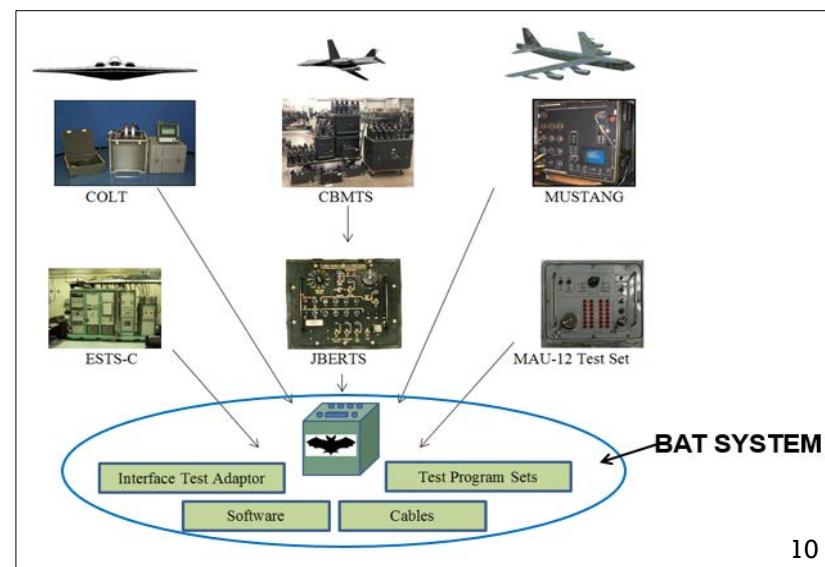 COLT
CBMTS
MUSTANG
ESTS-C
JBERTS
MAU-12 Test Set
BAT SYSTEM
Interface Test Adaptor
Test Program Sets
Software
Cables
10